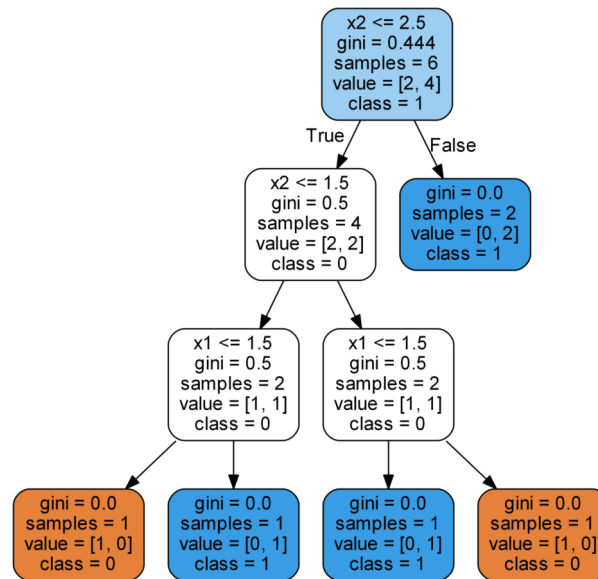 x2 <= 2.5
gini = 0.444
samples = 6
value = [2, 4]
class = 1
True
False
x2 <= 1.5
gini = 0.5
samples = 4
value = [2, 2]
class = 0
gini = 0.0
samples = 2
value = [0, 2]
class = 1
x1 <= 1.5
gini = 0.5
samples = 2
value = [1, 1]
class = 0
x1 <= 1.5
gini = 0.5
samples = 2
value = [1, 1]
class = 0
gini = 0.0
samples = 1
value = [1, 0]
class = 0
gini = 0.0
samples = 1
value = [0, 1]
class = 1
gini = 0.0
samples = 1
value = [0, 1]
class = 1
gini = 0.0
samples = 1
value = [1, 0]
class = 0